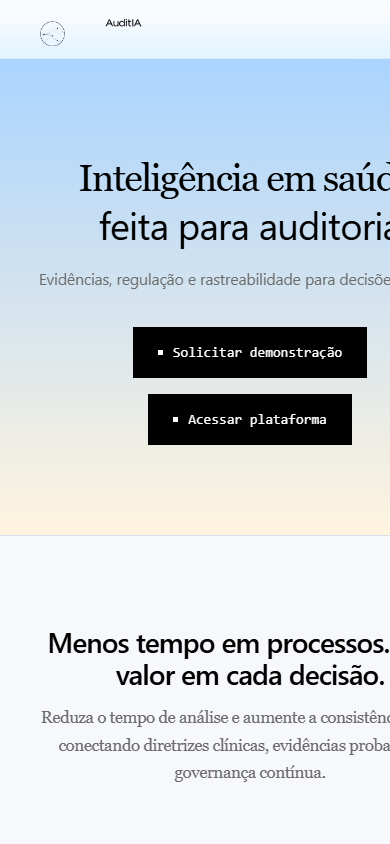 AuditIA
Inteligência em saúd
feita para auditoria
Evidências, regulação e rastreabilidade para decisõe
Solicitar demonstração
Acessar plataforma
Menos tempo em processos.
valor em cada decisão.
Reduza o tempo de análise e aumente a consistênc
conectando diretrizes clínicas, evidências proba
governança contínua.